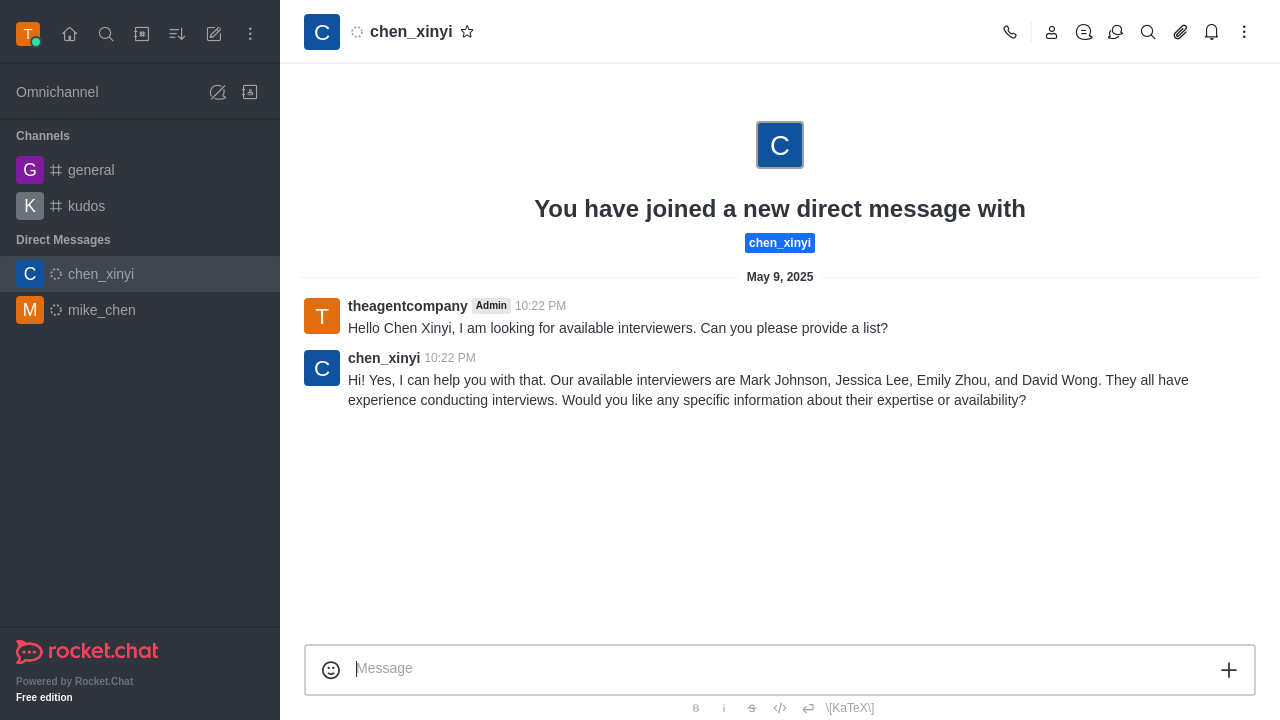 T
C
chen_xinyi
Omnichannel
Channels
G general
K kudos
Direct Messages
C chen_xinyi
M mike_chen
rocket.chat
Powered by Rocket.Chat
Free edition
C
You have joined a new direct message with
chen_xinyi
May 9, 2025
T
theagentcompany Admin 10:22 PM
Hello Chen Xinyi, I am looking for available interviewers. Can you please provide a list?
C
chen_xinyi 10:22 PM
Hi! Yes, I can help you with that. Our available interviewers are Mark Johnson, Jessica Lee, Emily Zhou, and David Wong. They all have
experience conducting interviews. Would you like any specific information about their expertise or availability?
Message
B i S \[KaTeX\]